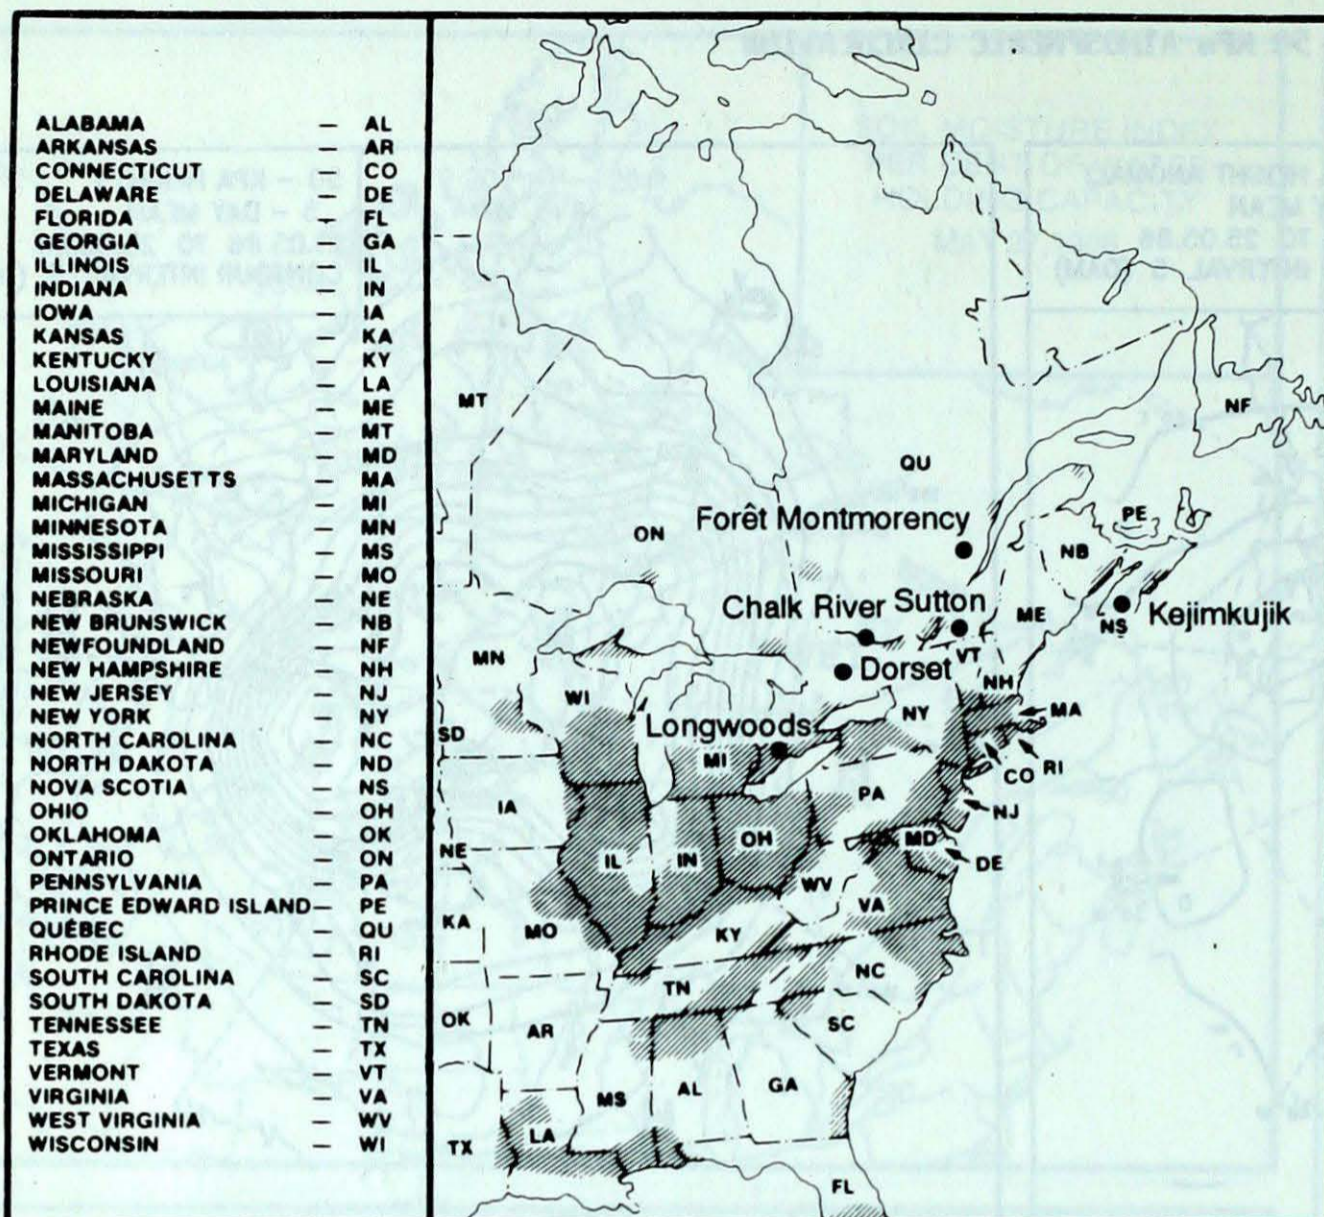 ALABAMA – AL
ARKANSAS – AR
CONNECTICUT – CO
DELAWARE – DE
FLORIDA – FL
GEORGIA – GA
ILLINOIS – IL
INDIANA – IN
IOWA – IA
KANSAS – KA
KENTUCKY – KY
LOUISIANA – LA
MAINE – ME
MANITOBA – MT
MARYLAND – MD
MASSACHUSETTS – MA
MICHIGAN – MI
MINNESOTA – MN
MISSISSIPPI – MS
MISSOURI – MO
NEBRASKA – NE
NEW BRUNSWICK – NB
NEWFOUNDLAND – NF
NEW HAMPSHIRE – NH
NEW JERSEY – NJ
NEW YORK – NY
NORTH CAROLINA – NC
NORTH DAKOTA – ND
NOVA SCOTIA – NS
OHIO – OH
OKLAHOMA – OK
ONTARIO – ON
PENNSYLVANIA – PA
PRINCE EDWARD ISLAND – PE
QUÉBEC – QU
RHODE ISLAND – RI
SOUTH CAROLINA – SC
SOUTH DAKOTA – SD
TENNESSEE – TN
TEXAS – TX
VERMONT – VT
VIRGINIA – VA
WEST VIRGINIA – WV
WISCONSIN – WI
MT
NF
QU
Forêt Montmorency
PE
ON
NB
Chalk River
Sutton
ME
NS
Kejimkujik
MN
VT
Dorset
NH
WI
NY
MA
Longwoods
SD
MI
CO
RI
IA
PA
NJ
OH
MD
NE
IL
IN
DE
WV
VA
KA
MO
KY
NC
TN
OK
AR
SC
MS
AL
GA
LA
TX
FL